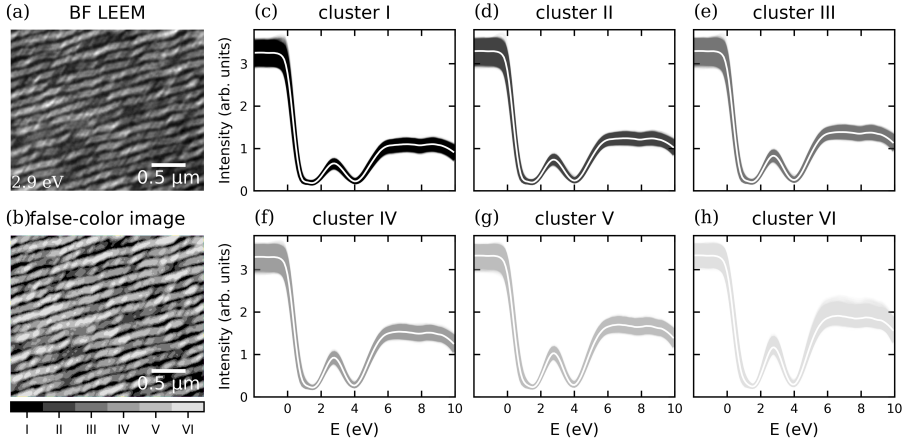 (a) BF LEEM
2.9 eV
0.5 μm
(b) false-color image
0.5 μm
I II III IV V VI
(c) cluster I
Intensity (arb. units)
3
2
1
0
(d) cluster II
(e) cluster III
(f) cluster IV
Intensity (arb. units)
3
2
1
0
0 2 4 6 8 10
E (eV)
(g) cluster V
0 2 4 6 8 10
E (eV)
(h) cluster VI
0 2 4 6 8 10
E (eV)